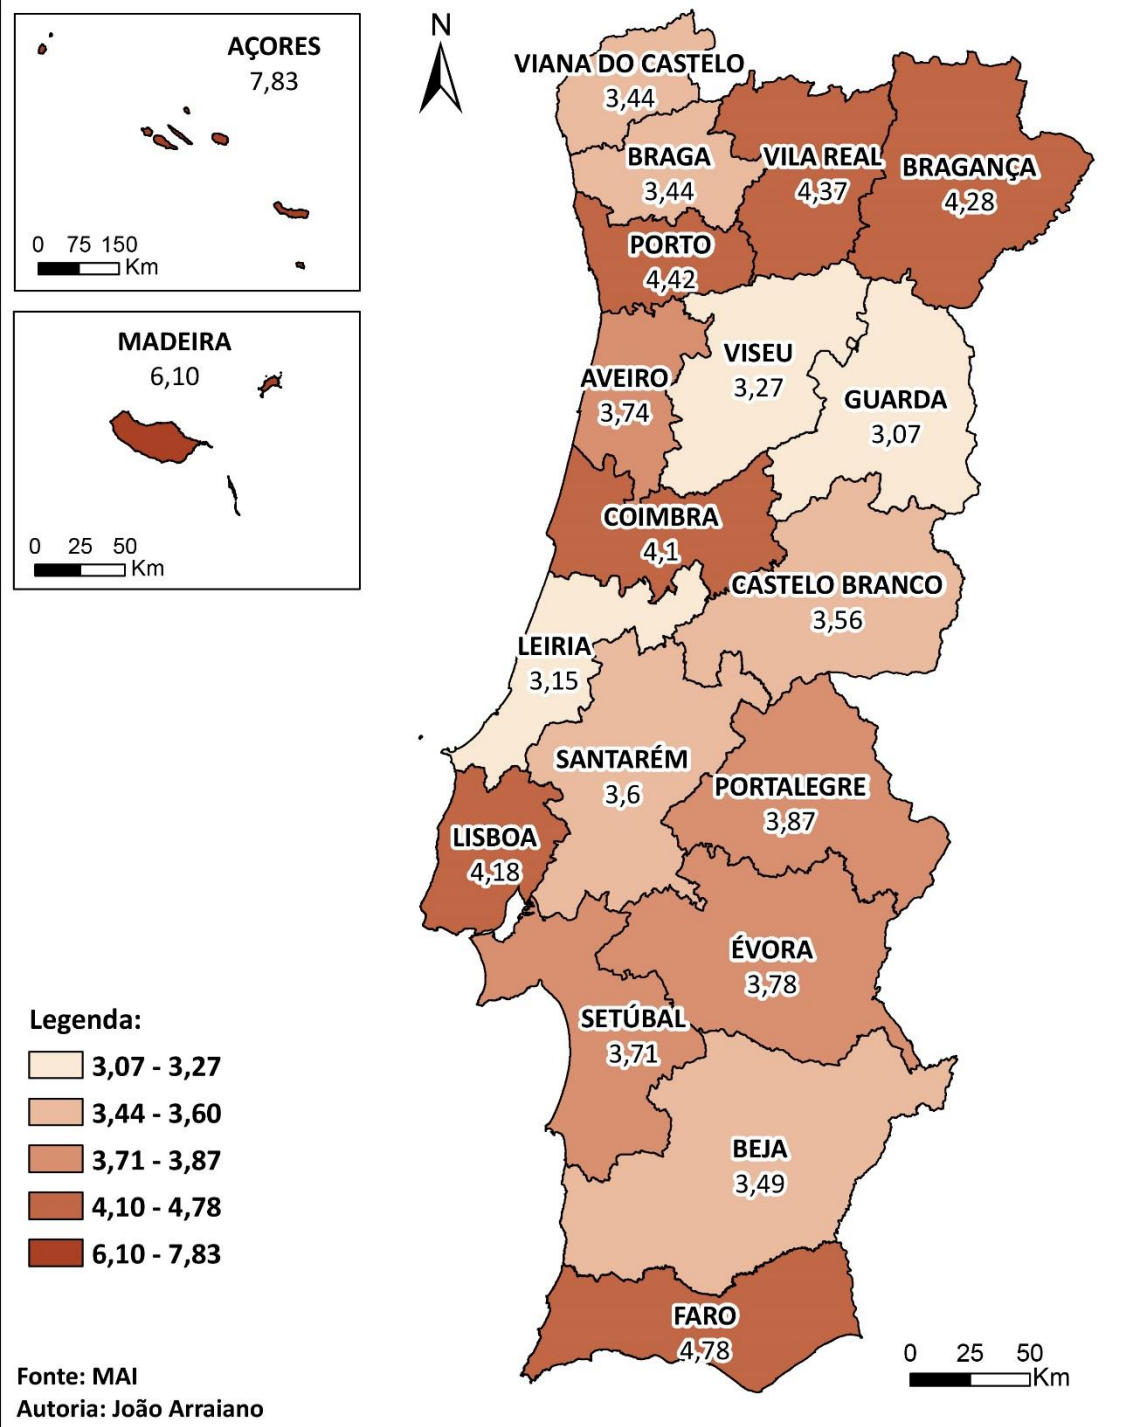 AÇORES
7,83
0 75 150
Km
MADEIRA
6,10
0 25 50
Km
N
VIANA DO CASTELO
3,44
BRAGA
3,44
VILA REAL
4,37
BRAGANÇA
4,28
PORTO
4,42
AVEIRO
3,74
VISEU
3,27
GUARDA
3,07
COIMBRA
4,1
CASTELO BRANCO
3,56
LEIRIA
3,15
SANTARÉM
3,6
PORTALEGRE
3,87
LISBOA
4,18
ÉVORA
3,78
SETÚBAL
3,71
BEJA
3,49
FARO
4,78
Legenda:
3,07 - 3,27
3,44 - 3,60
3,71 - 3,87
4,10 - 4,78
6,10 - 7,83
Fonte: MAI
Autoria: João Arraiano
0 25 50
Km